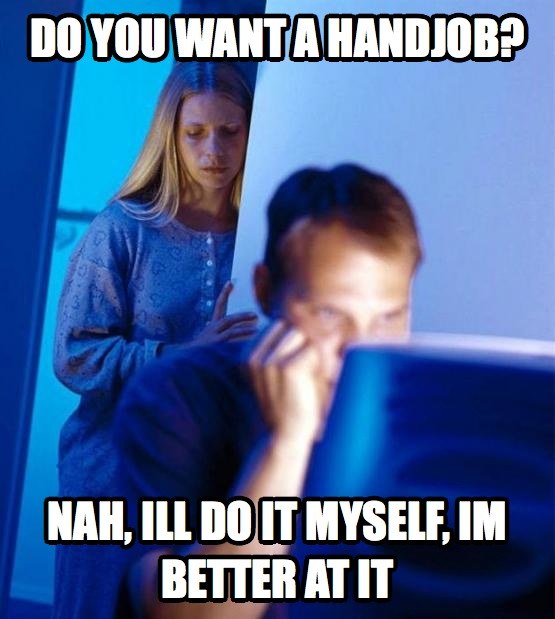 DO YOU WANT A HANDJOB?
NAH, ILL DO IT MYSELF, IM
BETTER AT IT